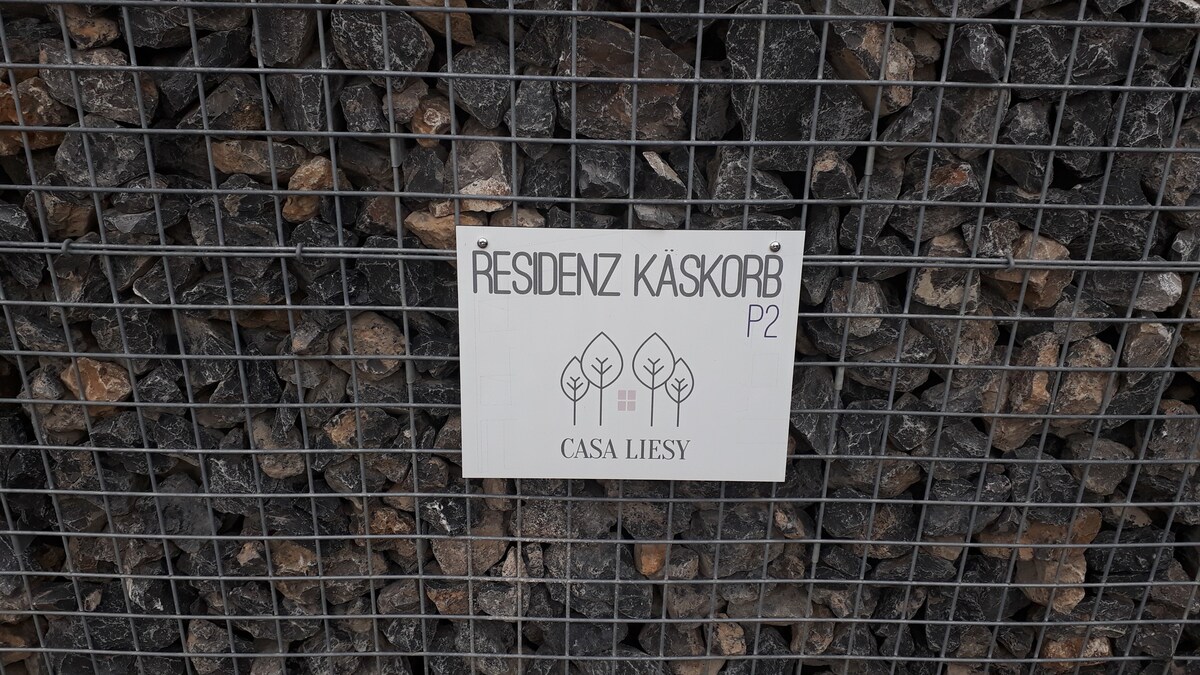 RESIDENZ KÄSKORB
P2
CASA LIESY